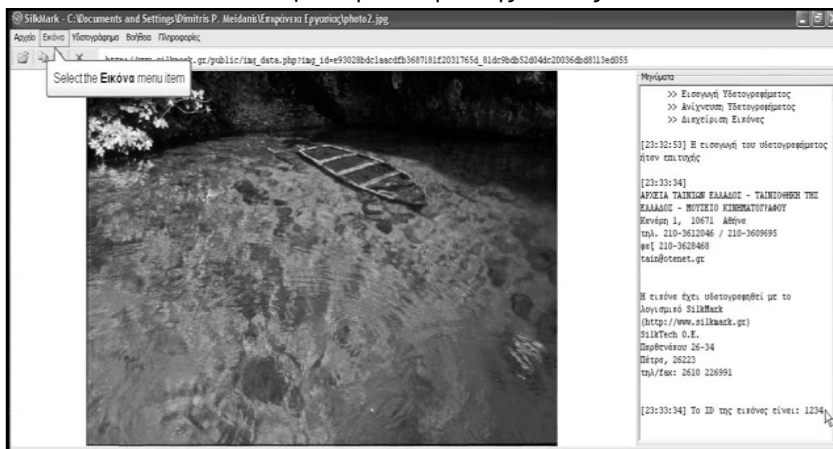 SilkMark - C:\Documents and Settings\Dimitris P. Meidanis\Επιφάνεια Εργασίας\photo2.jpg
Αρχείο Εικόνα Υδατογράφημα Βοήθεια Πληροφορίες
Select the Εικόνα menu item
Μηνύματα
>> Εισαγωγή Υδατογραφήματος
>> Ανίχνευση Υδατογραφήματος
>> Διαχείριση Εικόνας
[23:32:53] Η εισαγωγή του υδατογραφήματος
ήταν επιτυχής
[23:33:34]
ΑΡΧΕΙΑ ΤΑΙΝΙΩΝ ΕΛΛΑΔΟΣ - ΤΑΙΝΙΟΘΗΚΗ ΤΗΣ
ΕΛΛΑΔΟΣ - ΜΟΥΣΕΙΟ ΚΙΝΗΜΑΤΟΓΡΑΦΟΥ
Κανάρη 1, 10671 Αθήνα
τηλ. 210-3612046 / 210-3609695
φαξ 210-3628468
tain@otenet.gr
Η εικόνα έχει υδατογραφηθεί με το
λογισμικό SilkMark
(http://www.silkmark.gr)
SilkTech O.E.
Παρθενίου 26-34
Πάτρα, 26223
τηλ/fax: 2610 226991
[23:33:34] Το ID της εικόνας είναι: 1234